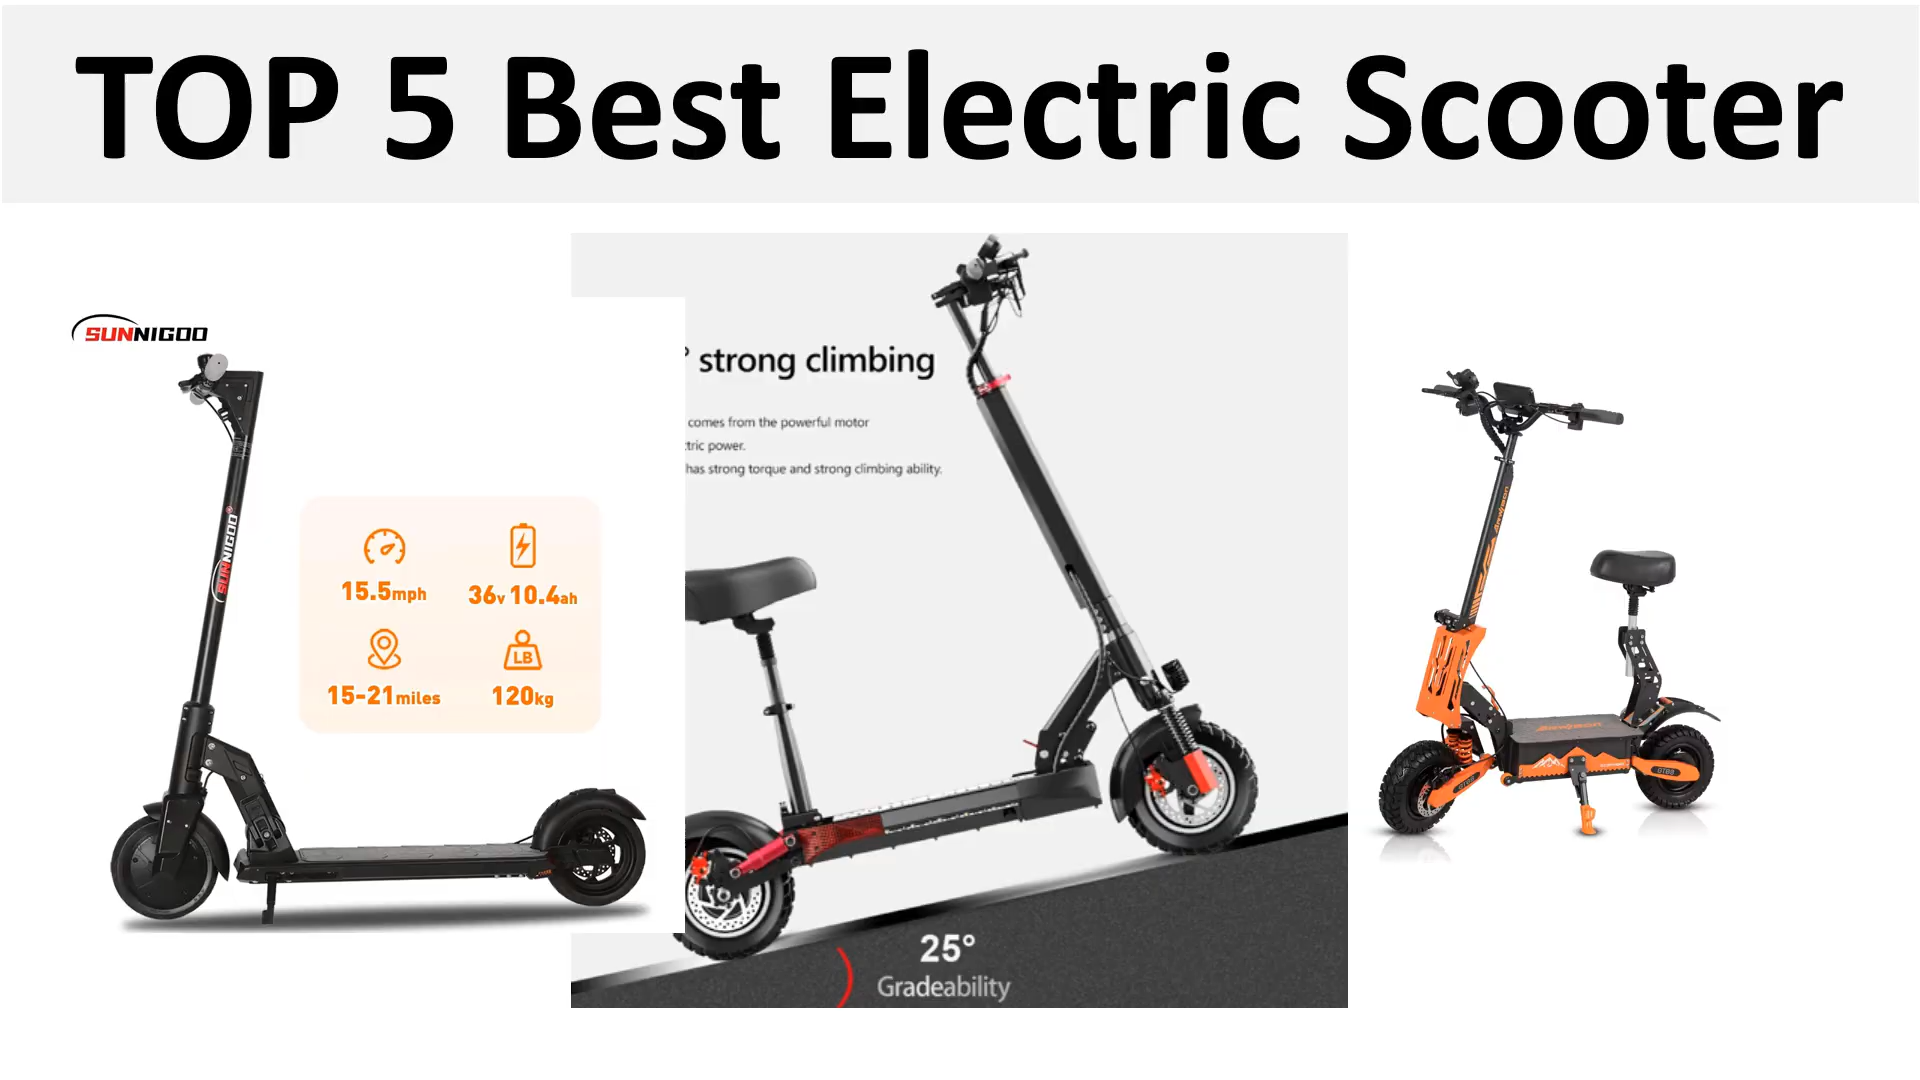 TOP 5 Best Electric Scooter
SUNNIGOO
SUNNIGOO
15.5mph
36v 10.4ah
LB
15-21miles
120kg
° strong climbing
comes from the powerful motor
tric power.
has strong torque and strong climbing ability.
25°
Gradeability
GT88